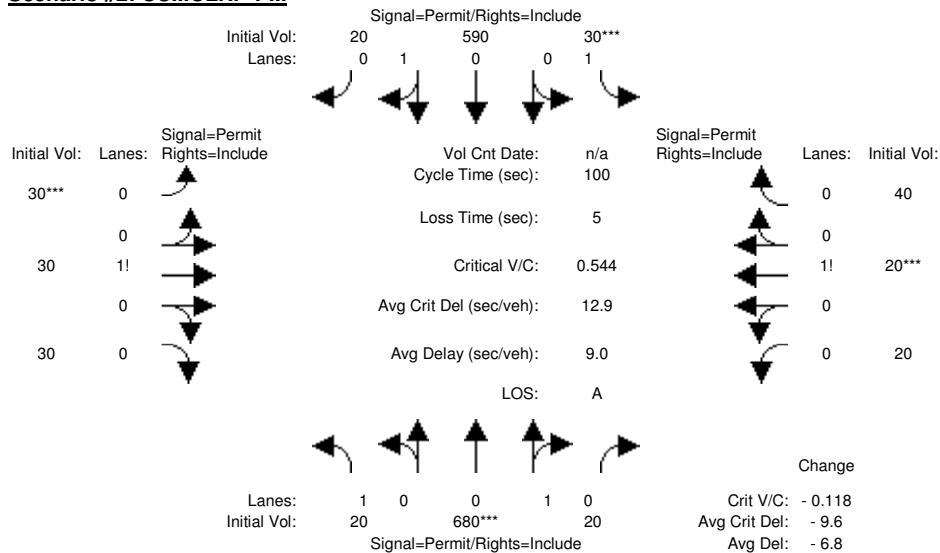 Signal=Permit/Rights=Include
Initial Vol: 20 590 30***
Lanes: 0 1 0 0 1
Signal=Permit
Initial Vol: Lanes: Rights=Include
Vol Cnt Date: n/a
Signal=Permit
Rights=Include Lanes: Initial Vol:
Cycle Time (sec): 100
30*** 0
0 40
Loss Time (sec): 5
0
0
30 1!
Critical V/C: 0.544
1! 20***
0
Avg Crit Del (sec/veh): 12.9
0
30 0
Avg Delay (sec/veh): 9.0
0 20
LOS: A
Lanes: 1 0 0 1 0
Initial Vol: 20 680*** 20
Signal=Permit/Rights=Include
Change
Crit V/C: - 0.118
Avg Crit Del: - 9.6
Avg Del: - 6.8